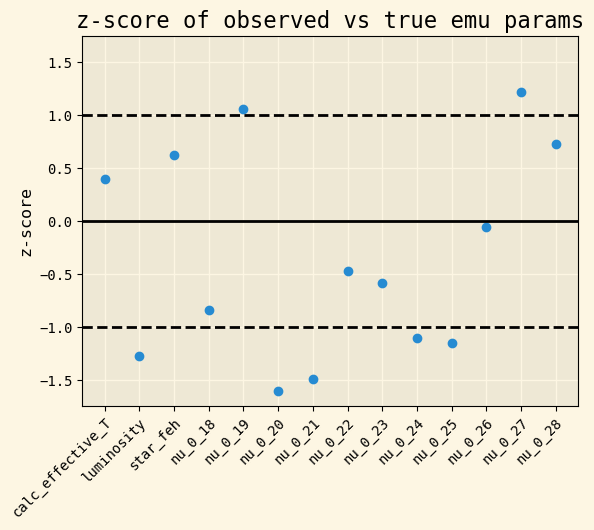 z-score of observed vs true emu params
z-score
1.5
1.0
0.5
0.0
−0.5
−1.0
−1.5
calc_effective_T
luminosity
star_feh
nu_0_18
nu_0_19
nu_0_20
nu_0_21
nu_0_22
nu_0_23
nu_0_24
nu_0_25
nu_0_26
nu_0_27
nu_0_28